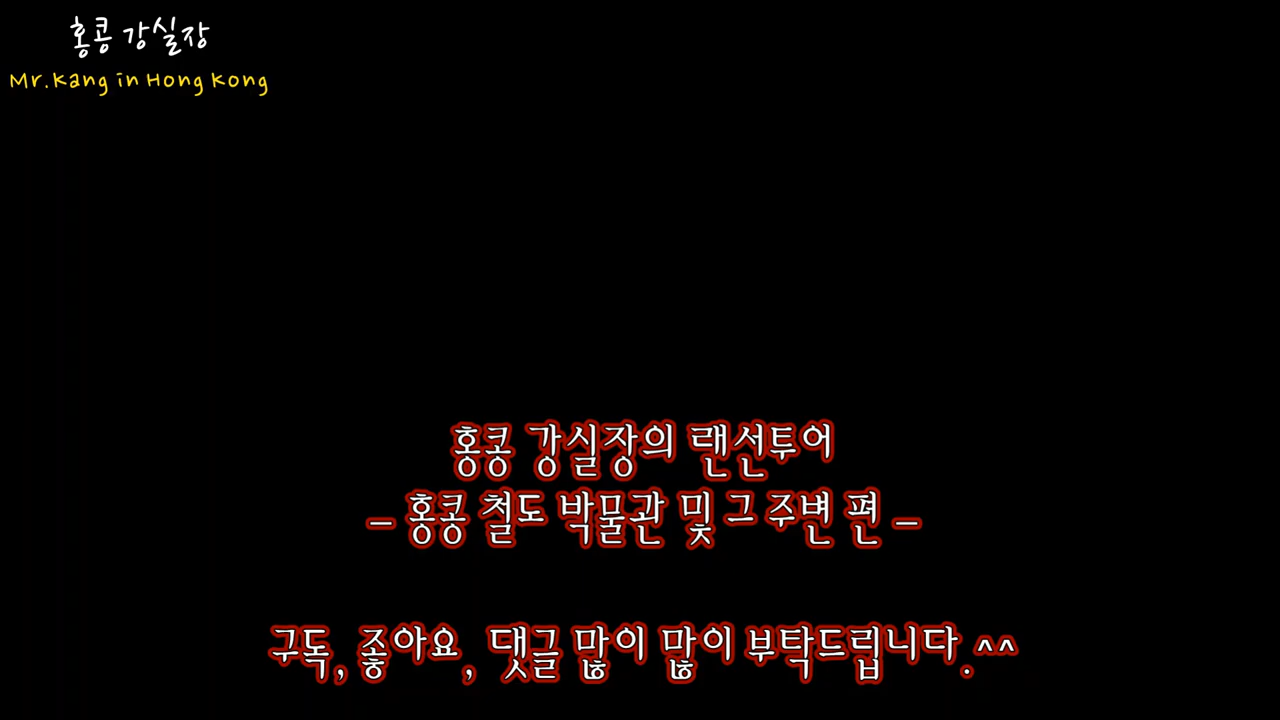 홍콩 강실장
Mr.Kang in Hong Kong
홍콩 강실장의 랜선투어
- 홍콩 철도 박물관 및 그 주변 편 -
구독, 좋아요, 댓글 많이 많이 부탁드립니다.^^